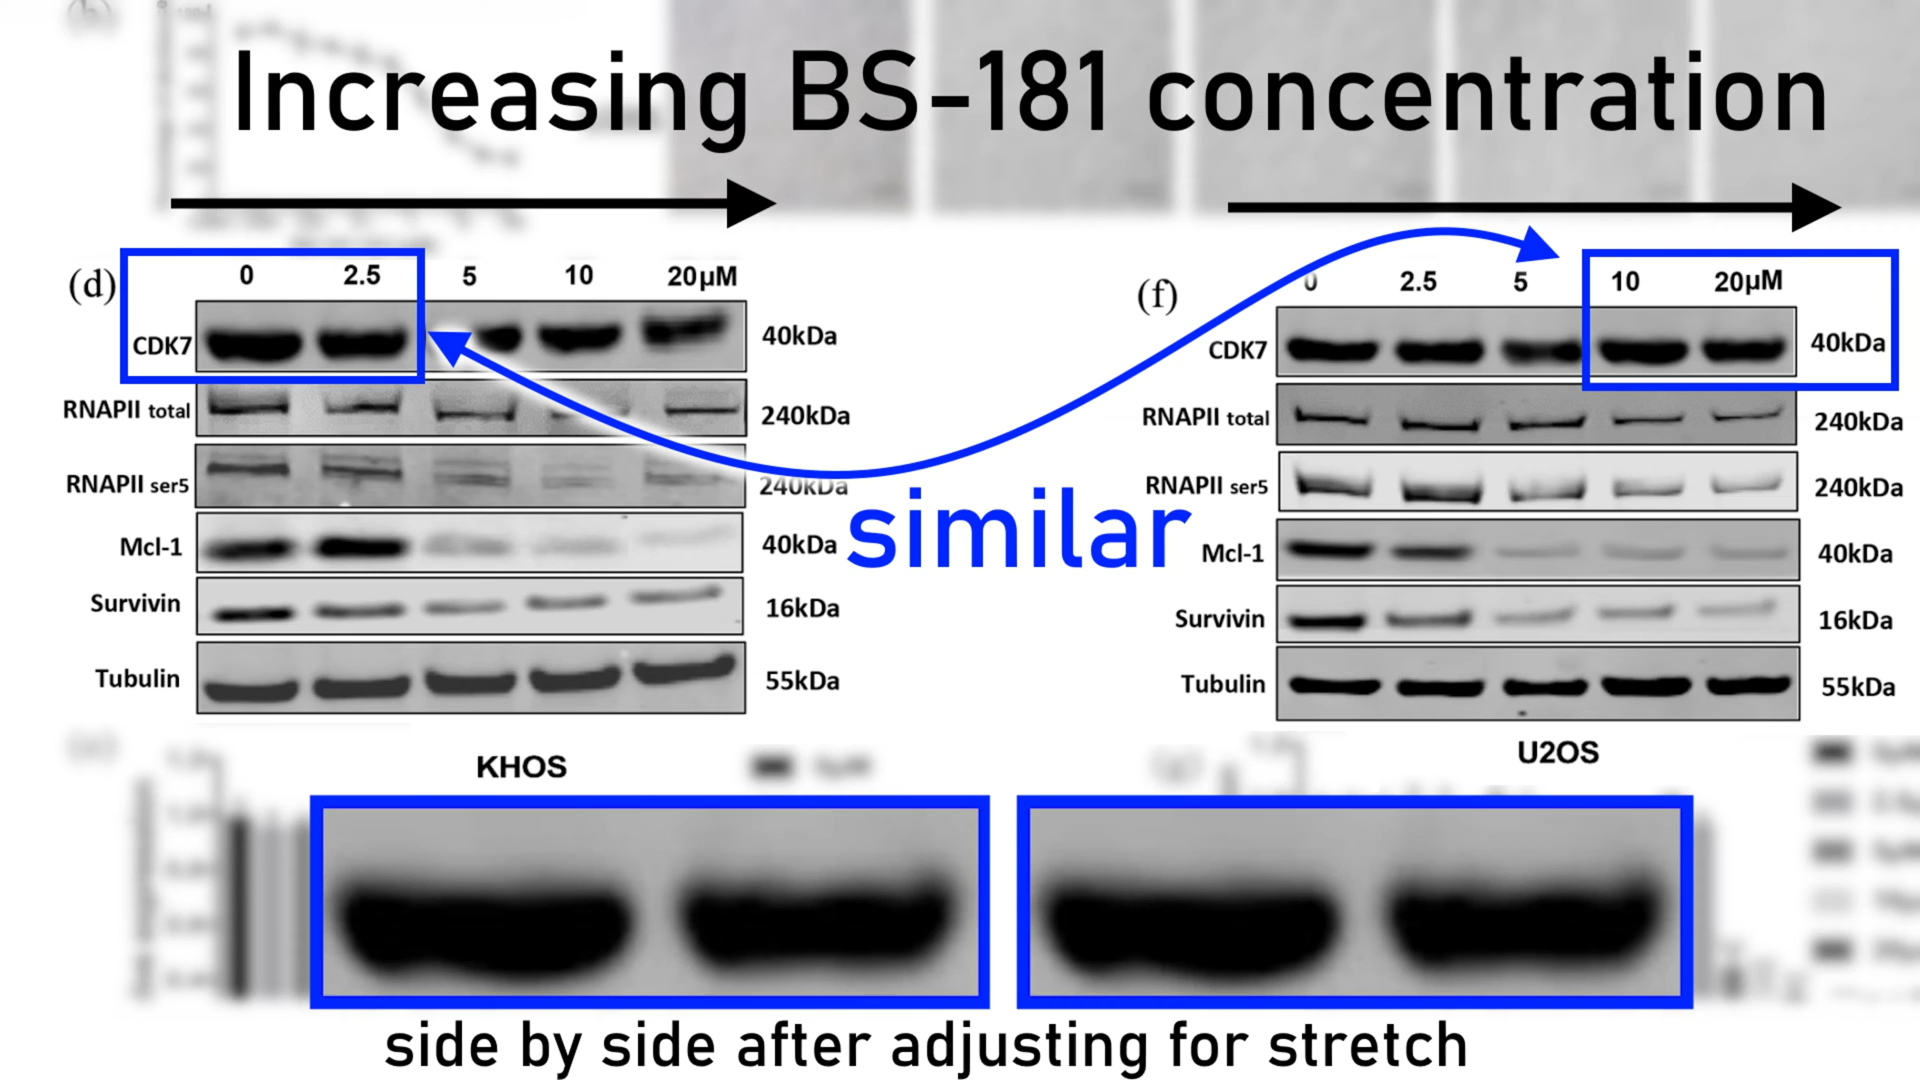 Increasing BS-181 concentration
(d)
0 2.5 5 10 20µM
CDK7 40kDa
RNAPII total 240kDa
RNAPII ser5 240kDa
Mcl-1 40kDa
Survivin 16kDa
Tubulin 55kDa
KHOS
similar
(f)
0 2.5 5 10 20µM
CDK7 40kDa
RNAPII total 240kDa
RNAPII ser5 240kDa
Mcl-1 40kDa
Survivin 16kDa
Tubulin 55kDa
U2OS
side by side after adjusting for stretch